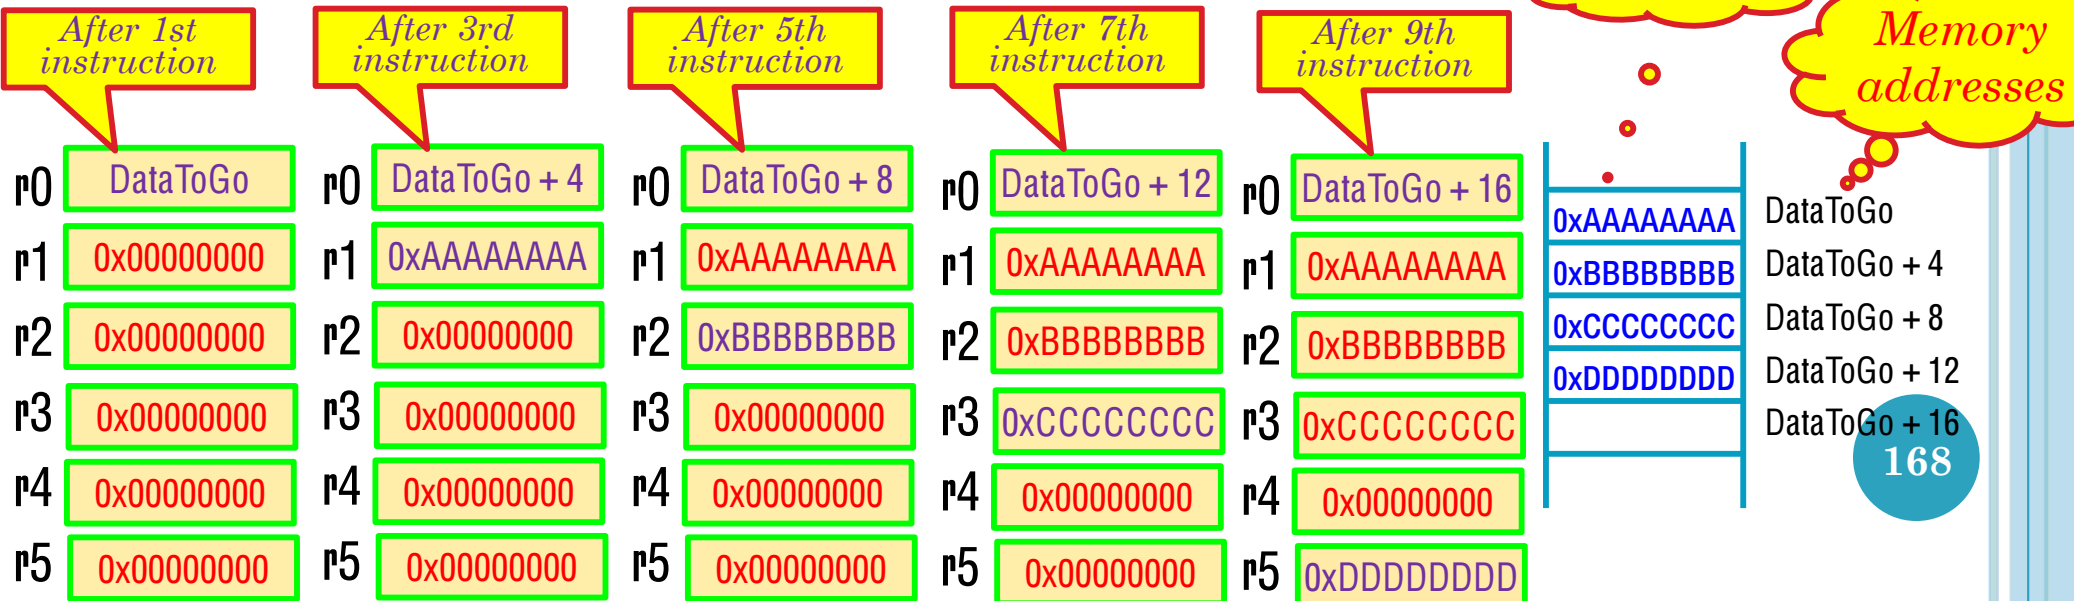 After 1st
instruction
After 3rd
instruction
After 5th
instruction
After 7th
instruction
After 9th
instruction
Memory
addresses
r0 DataToGo
r1 0x00000000
r2 0x00000000
r3 0x00000000
r4 0x00000000
r5 0x00000000
r0 DataToGo + 4
r1 0xAAAAAAAA
r2 0x00000000
r3 0x00000000
r4 0x00000000
r5 0x00000000
r0 DataToGo + 8
r1 0xAAAAAAAA
r2 0xBBBBBBBB
r3 0x00000000
r4 0x00000000
r5 0x00000000
r0 DataToGo + 12
r1 0xAAAAAAAA
r2 0xBBBBBBBB
r3 0xCCCCCCCC
r4 0x00000000
r5 0x00000000
r0 DataToGo + 16
r1 0xAAAAAAAA
r2 0xBBBBBBBB
r3 0xCCCCCCCC
r4 0x00000000
r5 0xDDDDDDDD
0xAAAAAAAA DataToGo
0xBBBBBBBB DataToGo + 4
0xCCCCCCCC DataToGo + 8
0xDDDDDDDD DataToGo + 12
DataToGo + 16
168